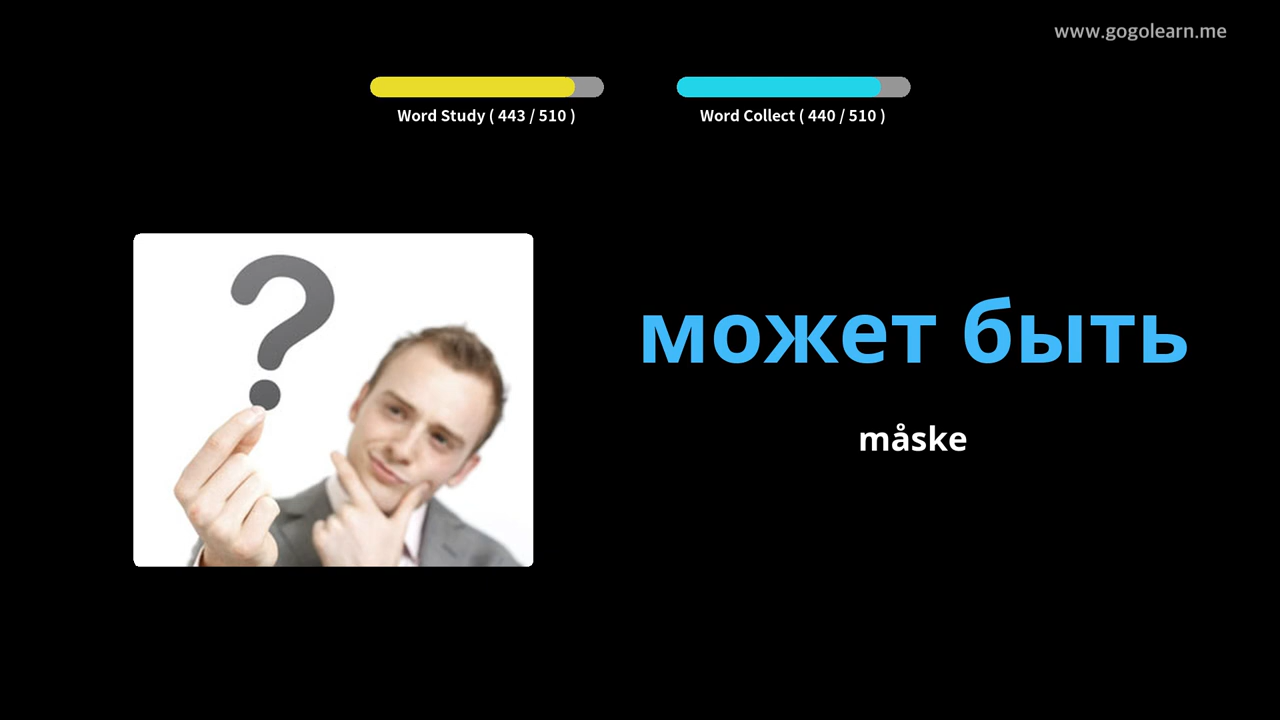 www.gogolearn.me
Word Study ( 443 / 510 )
Word Collect ( 440 / 510 )
может быть
måske